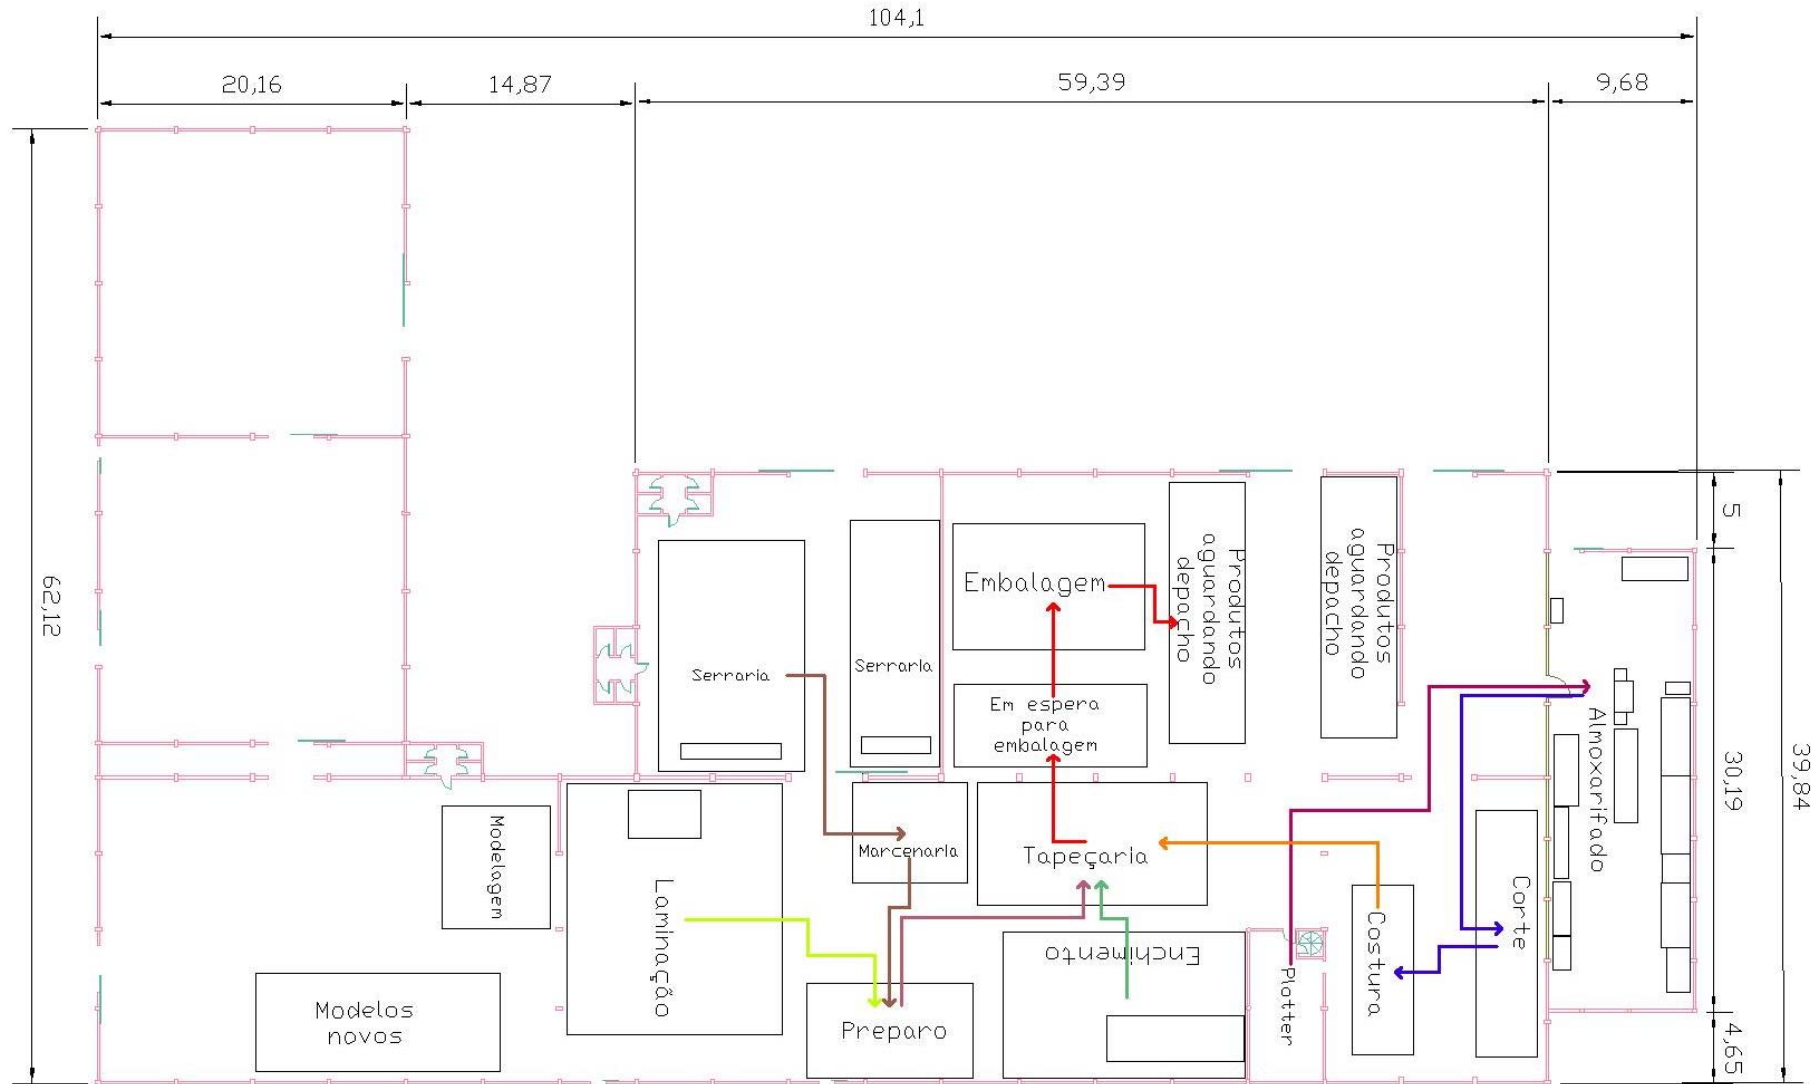 104,1
20,16
14,87
59,39
9,68
62,12
5
30,19
39,84
4,65
Serraria
Serraria
Embalagem
Em espera
para
embalagem
Produtos
aguardando
depacho
Produtos
aguardando
depacho
Almoxarifado
Modelagem
Laminação
Marcenaria
Tapeçaria
Enchimento
Corte
Costura
Plotter
Modelos
novos
Preparo